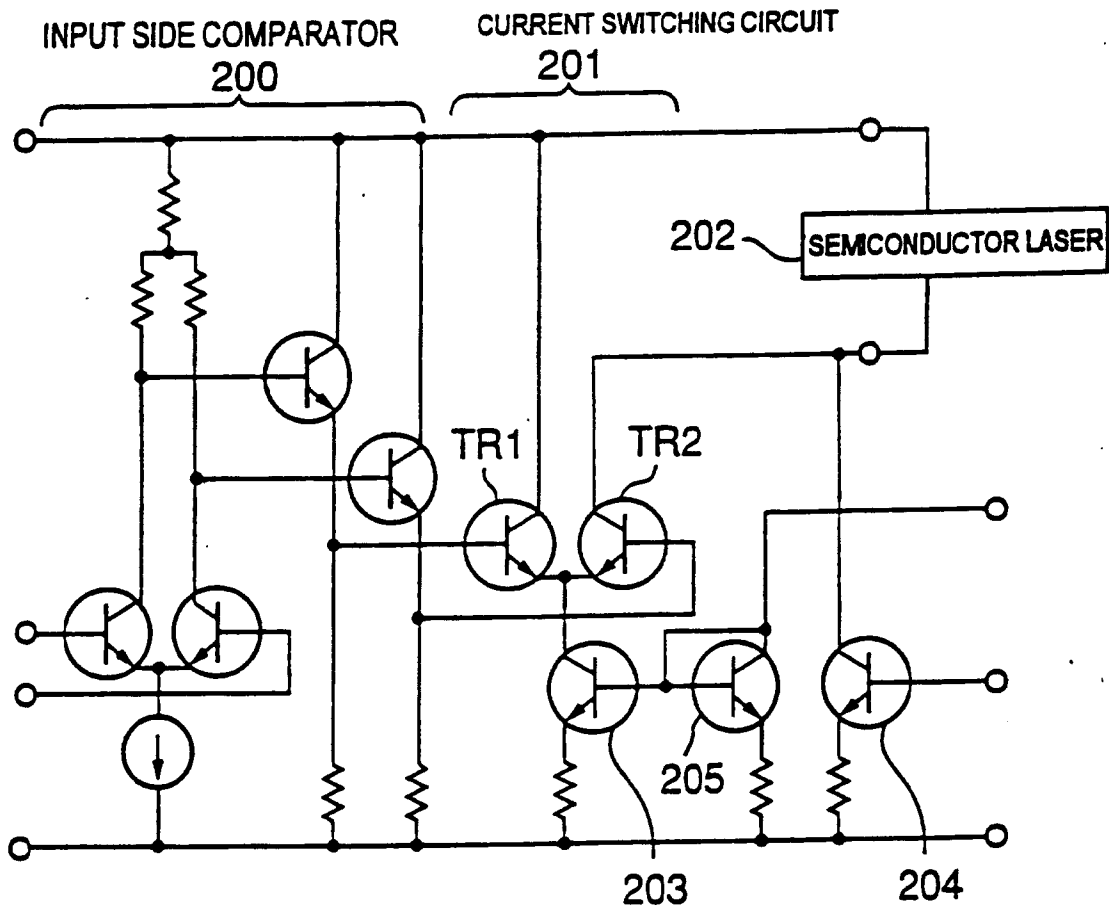 INPUT SIDE COMPARATOR
200
CURRENT SWITCHING CIRCUIT
201
202
SEMICONDUCTOR LASER
TR1
TR2
205
203
204